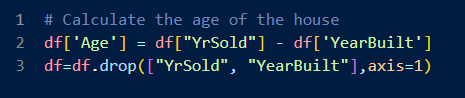 1 # Calculate the age of the house
2 df['Age'] = df["YrSold"] - df['YearBuilt']
3 df=df.drop(["YrSold", "YearBuilt"],axis=1)